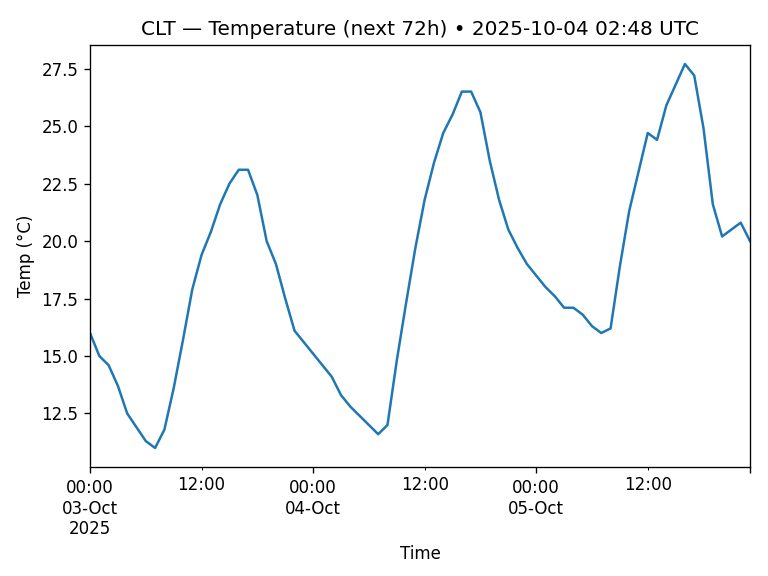 CLT — Temperature (next 72h) • 2025-10-04 02:48 UTC
27.5
25.0
22.5
20.0
17.5
15.0
12.5
Temp (°C)
00:00 12:00 00:00 12:00 00:00 12:00
03-Oct 04-Oct 05-Oct
2025
Time